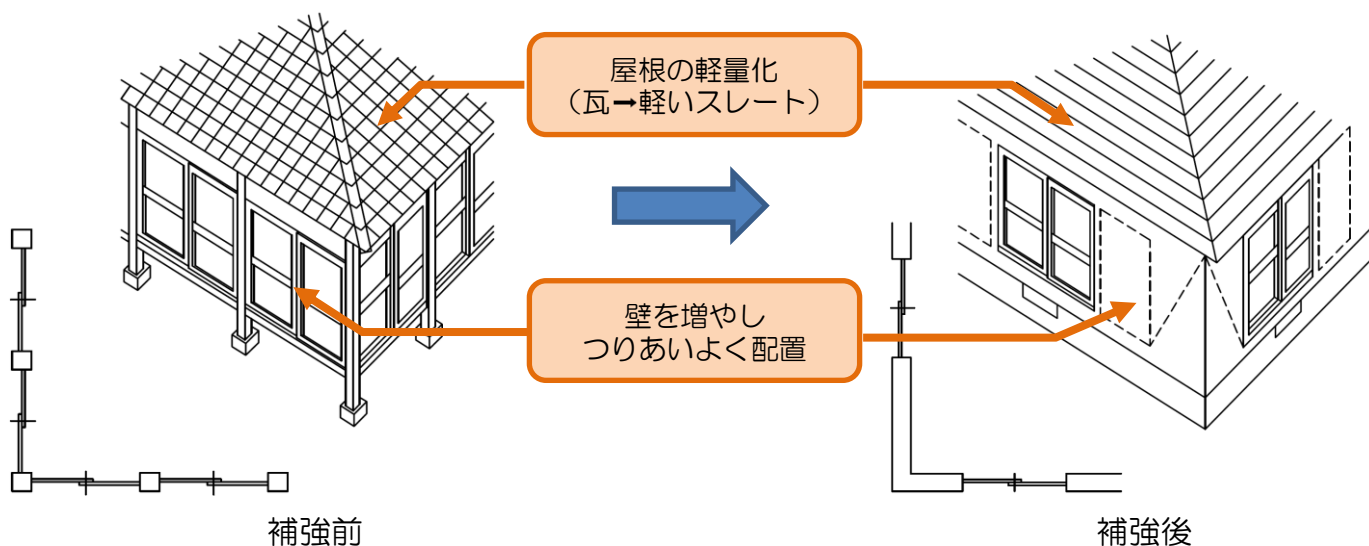 屋根の軽量化
（瓦➡軽いスレート）
壁を増やし
つりあいよく配置
補強前
補強後